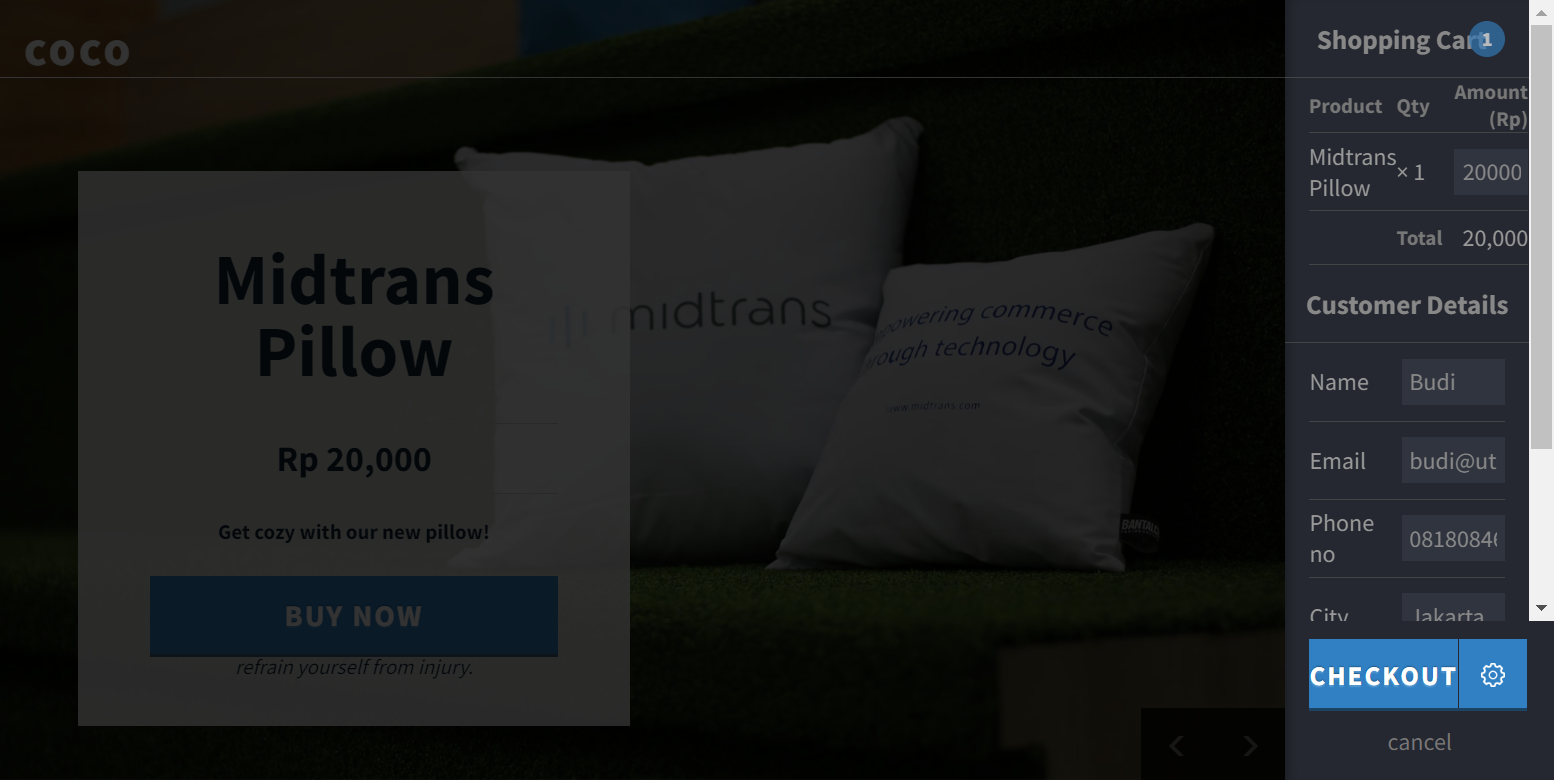 coco
Midtrans
Pillow
Rp 20,000
Get cozy with our new pillow!
BUY NOW
refrain yourself from injury.
midtrans
powering commerce
rough technology
www.midtrans.com
BANTAL
Shopping Cart 1
Product Qty Amount
(Rp)
Midtrans
Pillow × 1 20000
Total 20,000
Customer Details
Name Budi
Email budi@ut
Phone
no 0818084
City Jakarta
CHECKOUT
cancel